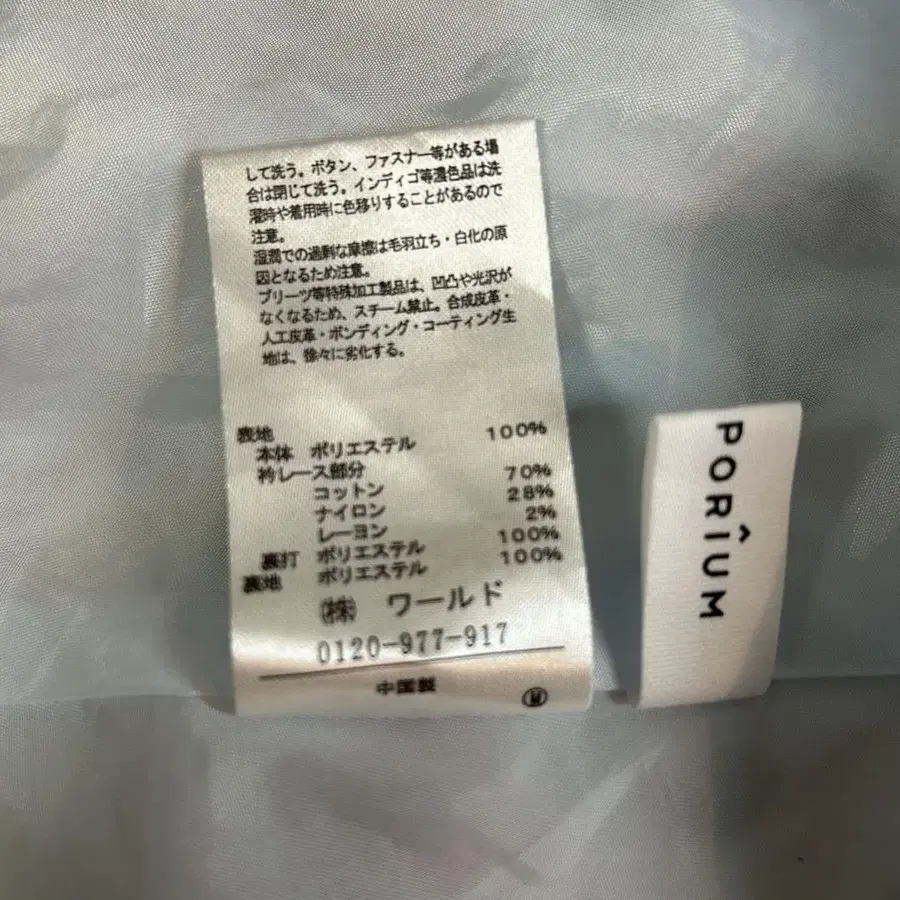 して洗う。ボタン、ファスナー等がある場
合は閉じて洗う。インディゴ等濃色品は洗
濯時や着用時に色移りすることがあるので
注意。
湿潤での過剰な摩擦は毛羽立ち・白化の原
因となるため注意。
プリーツ等特殊加工製品は、凹凸や光沢が
なくなるため、スチーム禁止。合成皮革・
人工皮革・ボンディング・コーティング生
地は、徐々に劣化する。
表地
本体 ポリエステル 100%
衿レース部分
コットン 70%
ナイロン 28%
レーヨン 2%
裏打 ポリエステル 100%
裏地 ポリエステル 100%
㈱ ワールド
0120-977-917
中国製
Ⓜ
PORÎUM